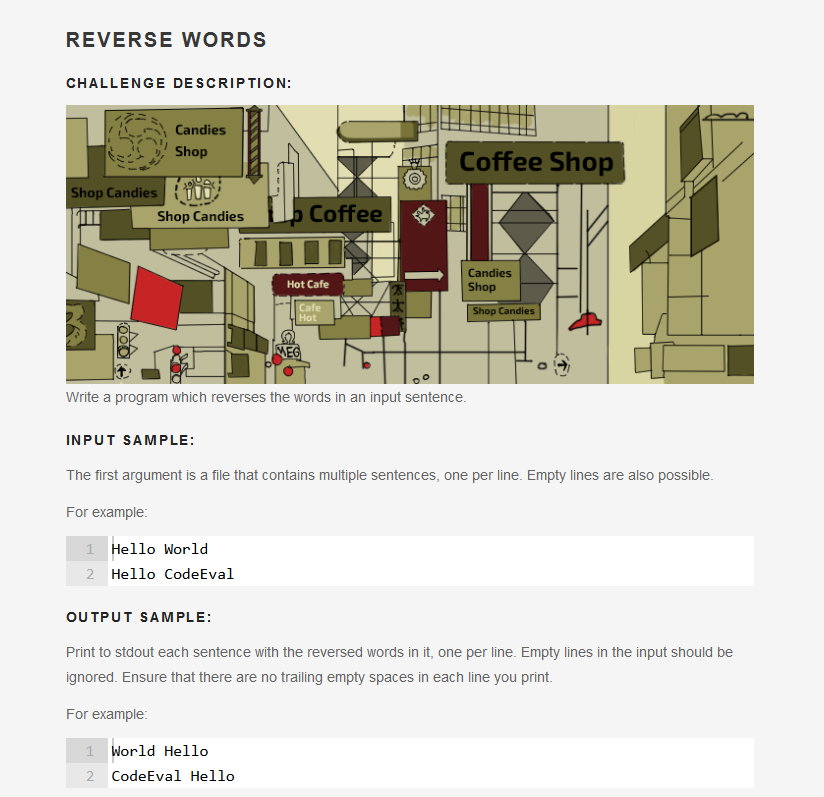 REVERSE WORDS
CHALLENGE DESCRIPTION:
Candies
Shop
Coffee Shop
Shop Candies
Shop Candies
p Coffee
Candies
Shop
Hot Cafe
Cafe
Hot
Shop Candies
MEG
Write a program which reverses the words in an input sentence.
INPUT SAMPLE:
The first argument is a file that contains multiple sentences, one per line. Empty lines are also possible.
For example:
1 Hello World
2 Hello CodeEval
OUTPUT SAMPLE:
Print to stdout each sentence with the reversed words in it, one per line. Empty lines in the input should be
ignored. Ensure that there are no trailing empty spaces in each line you print.
For example:
1 World Hello
2 CodeEval Hello